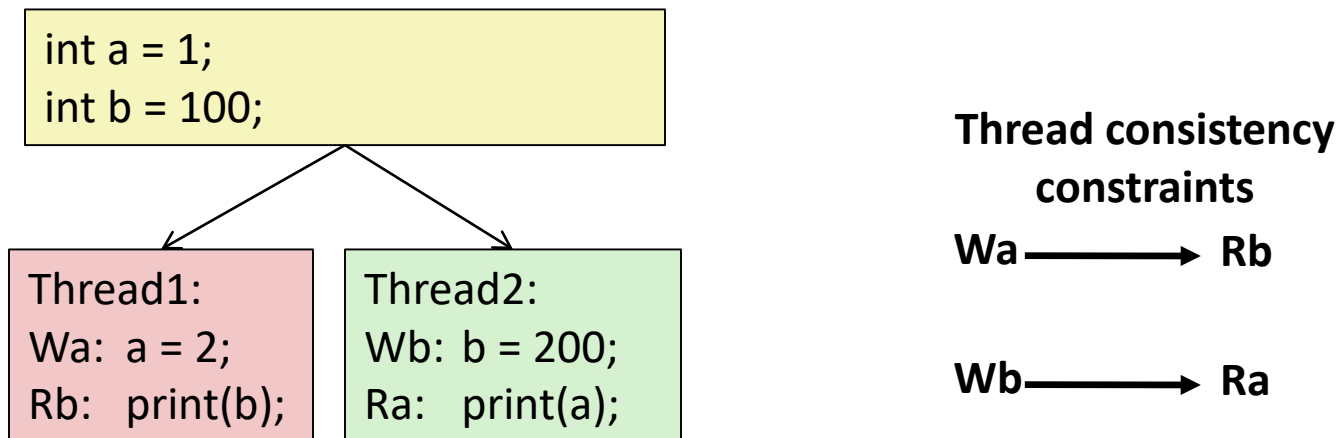 int a = 1;
int b = 100;
Thread1:
Wa: a = 2;
Rb: print(b);
Thread2:
Wb: b = 200;
Ra: print(a);
Thread consistency
constraints
Wa Rb
Wb Ra